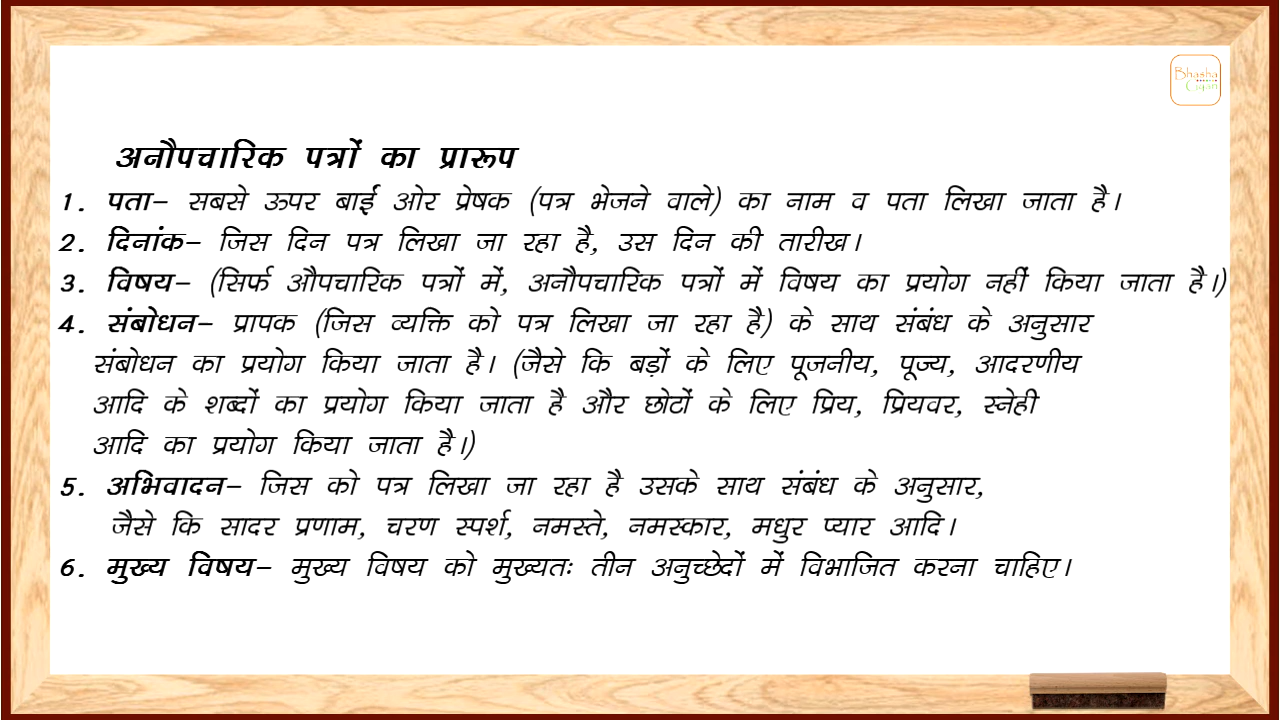 Bhasha
Gyan
अनौपचारिक पत्रों का प्रारूप
1. पता– सबसे ऊपर बाईं ओर प्रेषक (पत्र भेजने वाले) का नाम व पता लिखा जाता है।
2. दिनांक– जिस दिन पत्र लिखा जा रहा है, उस दिन की तारीख।
3. विषय– (सिर्फ औपचारिक पत्रों में, अनौपचारिक पत्रों में विषय का प्रयोग नहीं किया जाता है।)
4. संबोधन– प्रापक (जिस व्यक्ति को पत्र लिखा जा रहा है) के साथ संबंध के अनुसार
संबोधन का प्रयोग किया जाता है। (जैसे कि बड़ों के लिए पूजनीय, पूज्य, आदरणीय
आदि के शब्दों का प्रयोग किया जाता है और छोटों के लिए प्रिय, प्रियवर, स्नेही
आदि का प्रयोग किया जाता है।)
5. अभिवादन– जिस को पत्र लिखा जा रहा है उसके साथ संबंध के अनुसार,
जैसे कि सादर प्रणाम, चरण स्पर्श, नमस्ते, नमस्कार, मधुर प्यार आदि।
6. मुख्य विषय– मुख्य विषय को मुख्यतः तीन अनुच्छेदों में विभाजित करना चाहिए।